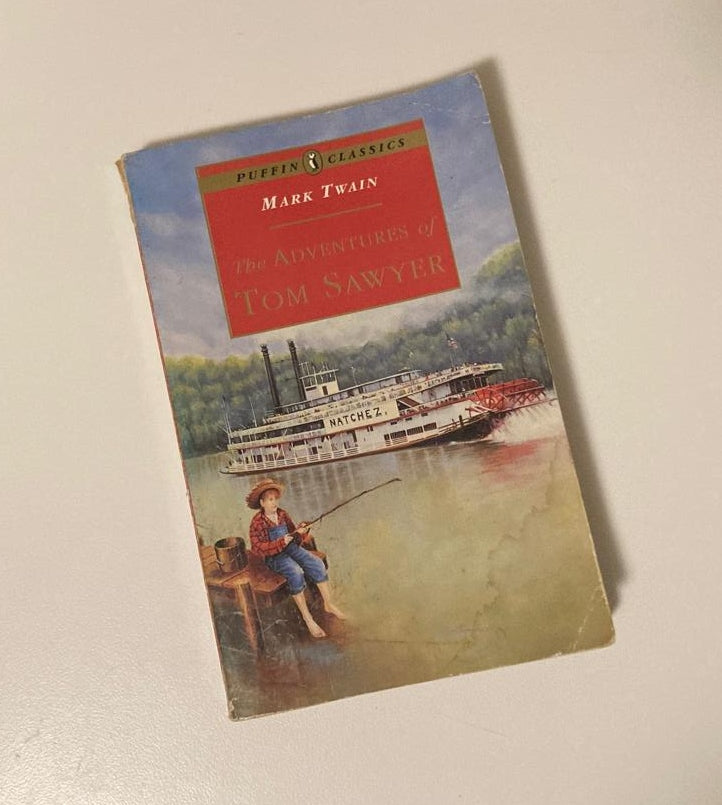 PUFFIN CLASSICS
MARK TWAIN
The ADVENTURES of
TOM SAWYER
NATCHEZ